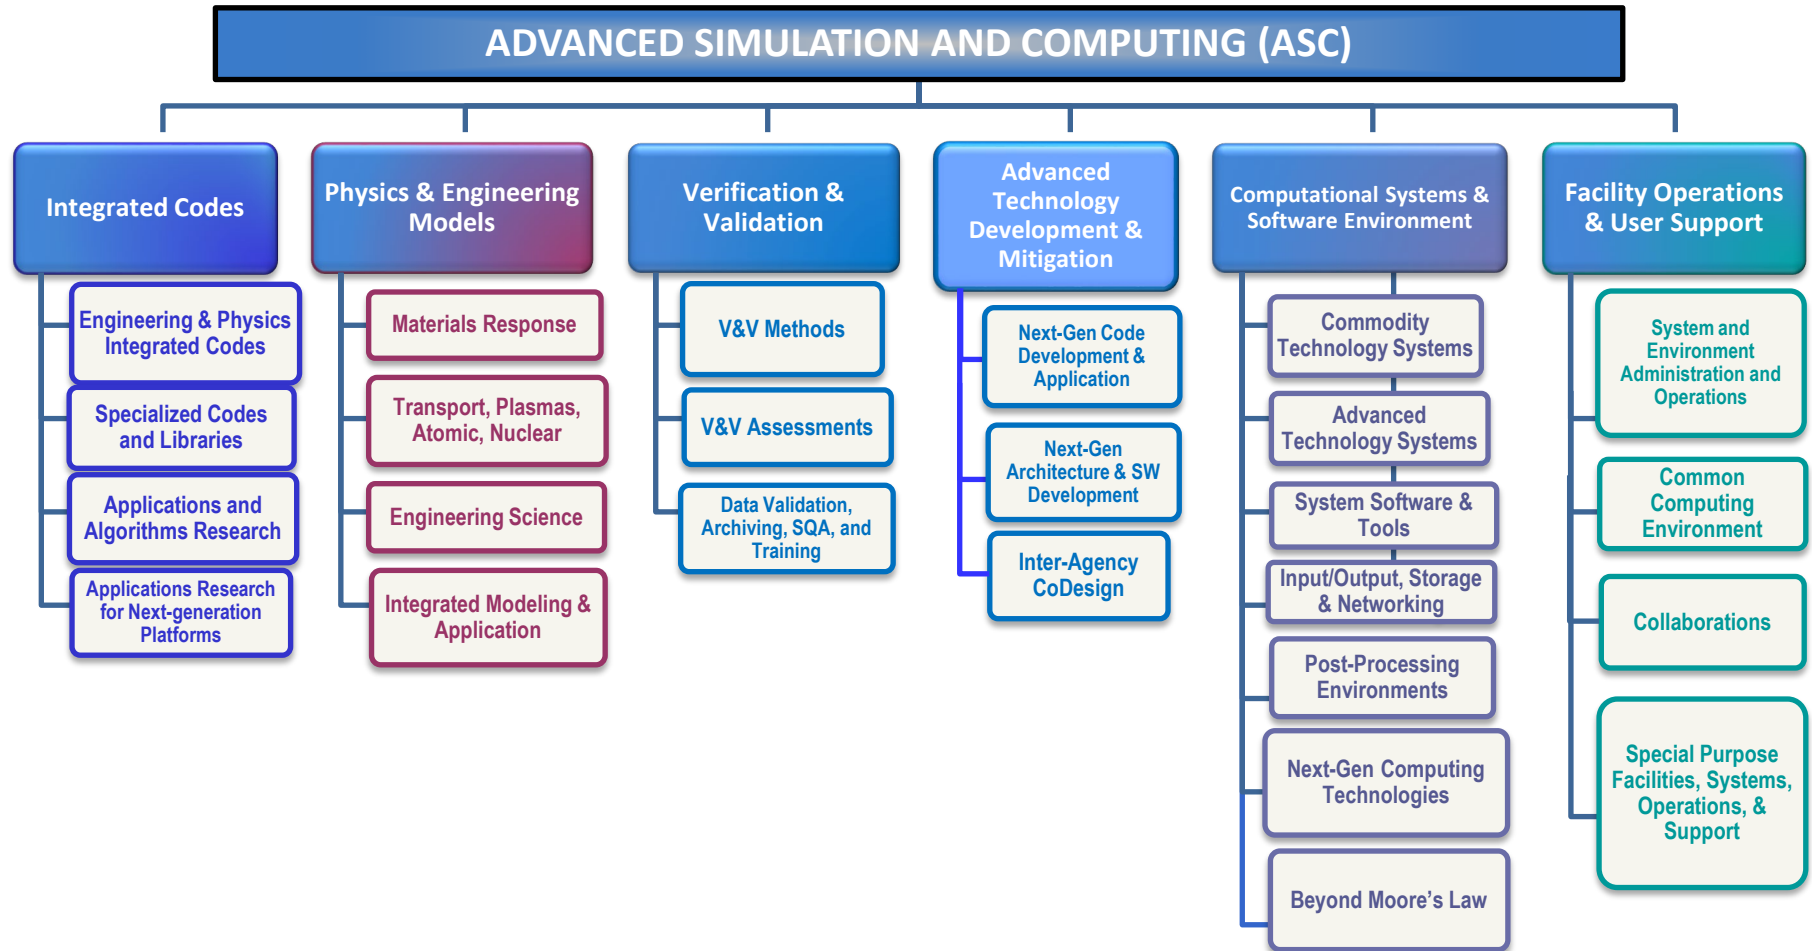 ADVANCED SIMULATION AND COMPUTING (ASC)
Integrated Codes
Engineering & Physics
Integrated Codes
Specialized Codes
and Libraries
Applications and
Algorithms Research
Applications Research
for Next-generation
Platforms
Physics & Engineering
Models
Materials Response
Transport, Plasmas,
Atomic, Nuclear
Engineering Science
Integrated Modeling &
Application
Verification &
Validation
V&V Methods
V&V Assessments
Data Validation,
Archiving, SQA, and
Training
Advanced
Technology
Development &
Mitigation
Next-Gen Code
Development &
Application
Next-Gen
Architecture & SW
Development
Inter-Agency
CoDesign
Computational Systems &
Software Environment
Commodity
Technology Systems
Advanced
Technology Systems
System Software &
Tools
Input/Output, Storage
& Networking
Post-Processing
Environments
Next-Gen Computing
Technologies
Beyond Moore’s Law
Facility Operations
& User Support
System and
Environment
Administration and
Operations
Common
Computing
Environment
Collaborations
Special Purpose
Facilities, Systems,
Operations, &
Support